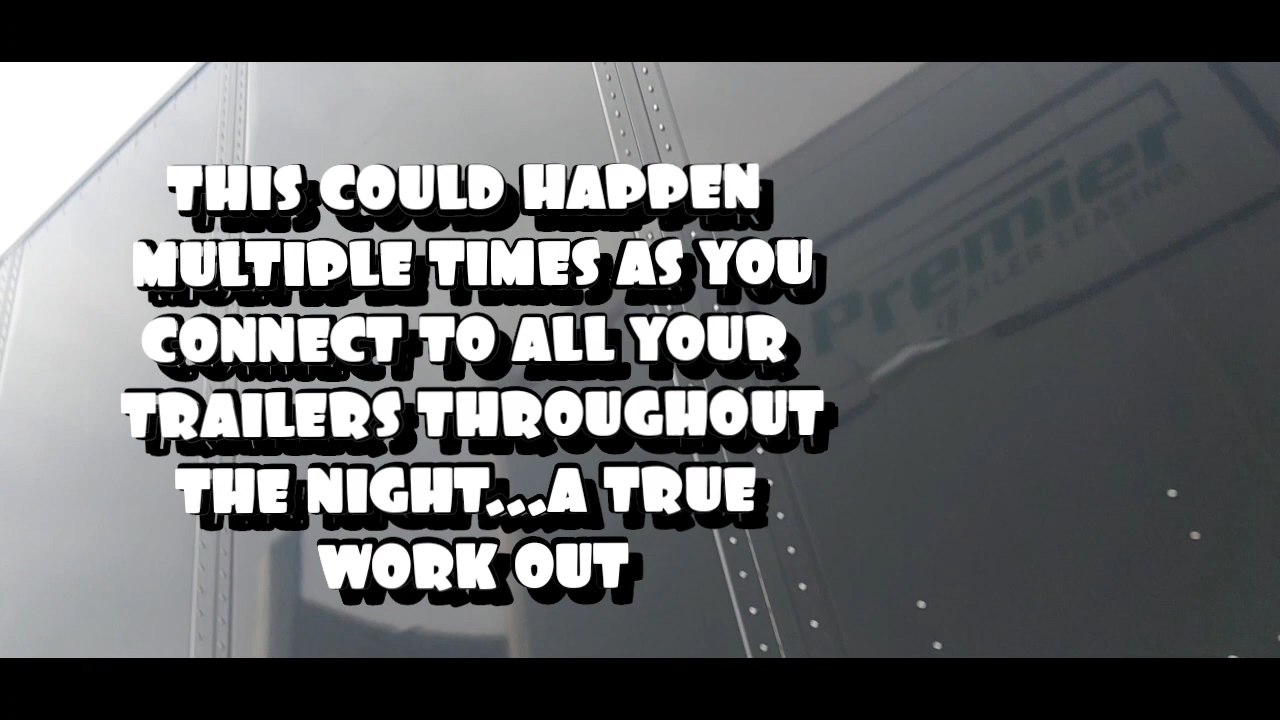 THIS COULD HAPPEN
MULTIPLE TIMES AS YOU
CONNECT TO ALL YOUR
TRAILERS THROUGHOUT
THE NIGHT...A TRUE
WORK OUT
Premier
TRAILER LEASING